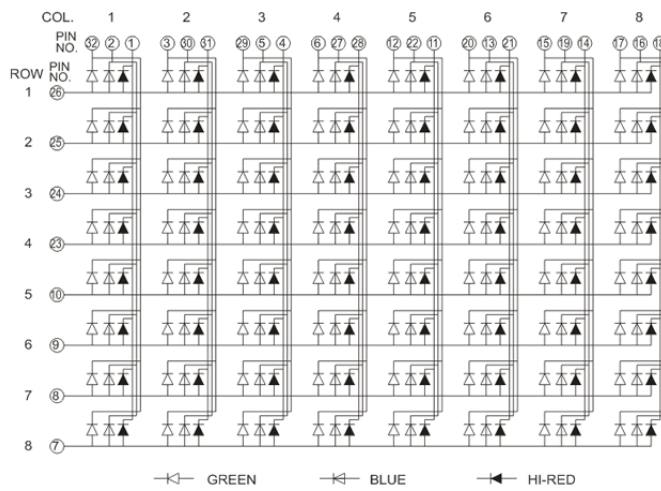 COL. 1 2 3 4 5 6 7 8
PIN NO. 32 2 1 3 30 31 29 5 4 6 27 28 12 22 11 20 13 21 15 19 14 17 16 18
ROW PIN NO.
1 26
2 25
3 24
4 23
5 10
6 9
7 8
8 7
GREEN BLUE HI-RED